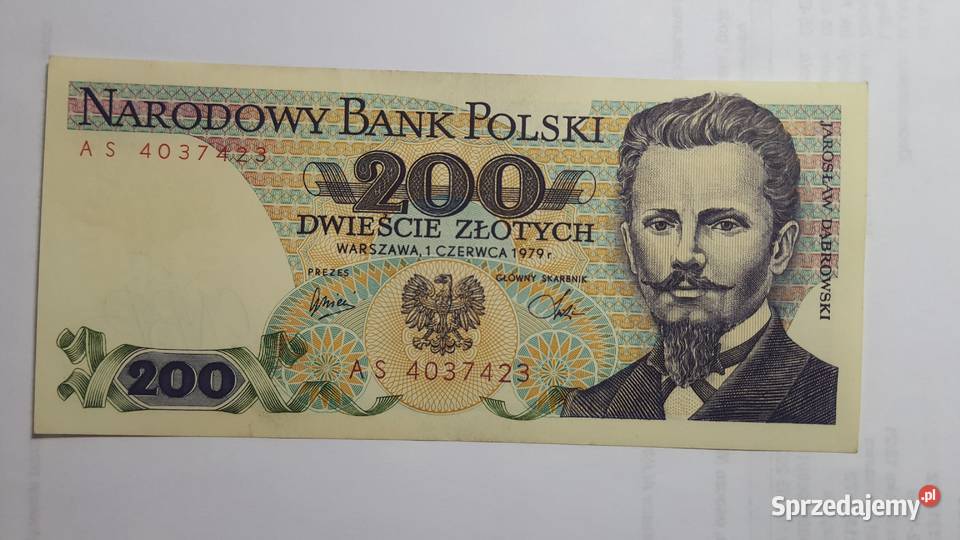 NARODOWY BANK POLSKI
AS 4037423
200
DWIEŚCIE ZŁOTYCH
WARSZAWA, 1 CZERWCA 1979 r
PREZES
GŁÓWNY SKARBNIK
AS 4037423
200
JAROSŁAW DĄBROWSKI
Sprzedajemy.pl